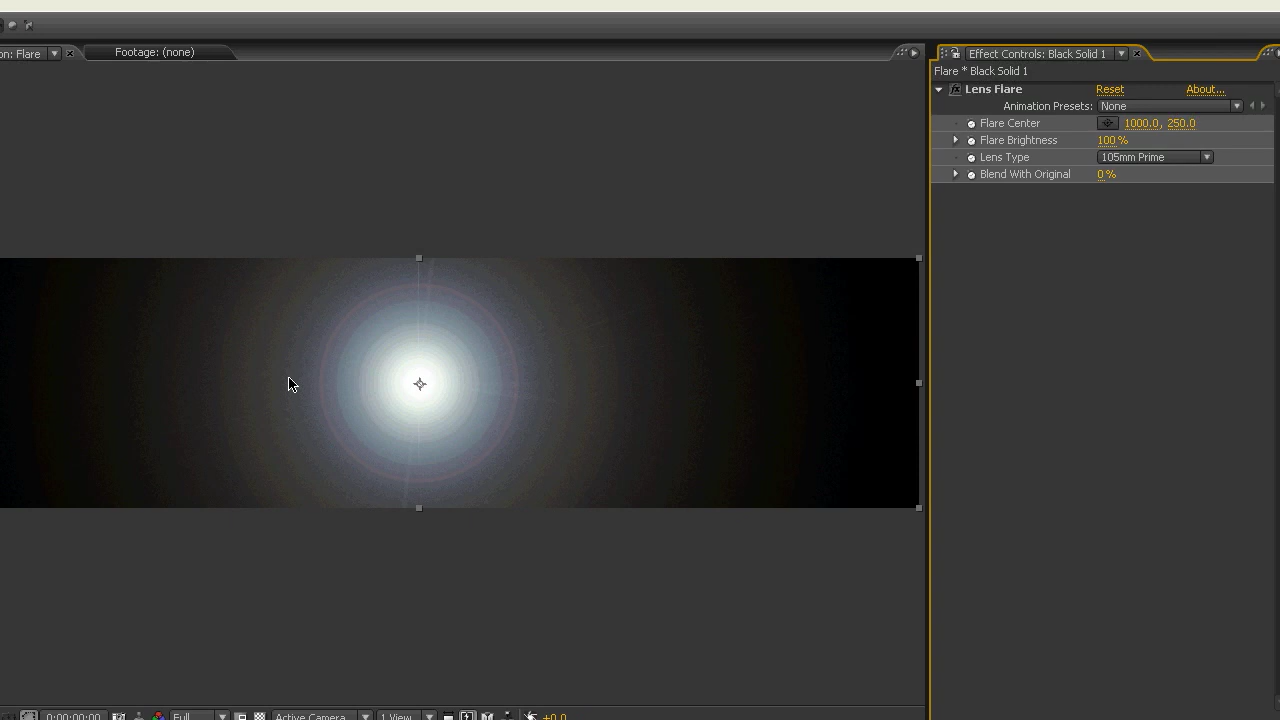 on: Flare
Footage: (none)
Effect Controls: Black Solid 1
Flare * Black Solid 1
Lens Flare Reset About...
Animation Presets: None
Flare Center 1000.0, 250.0
Flare Brightness 100 %
Lens Type 105mm Prime
Blend With Original 0 %
0:00:00:00 Full Active Camera 1 View +0.0